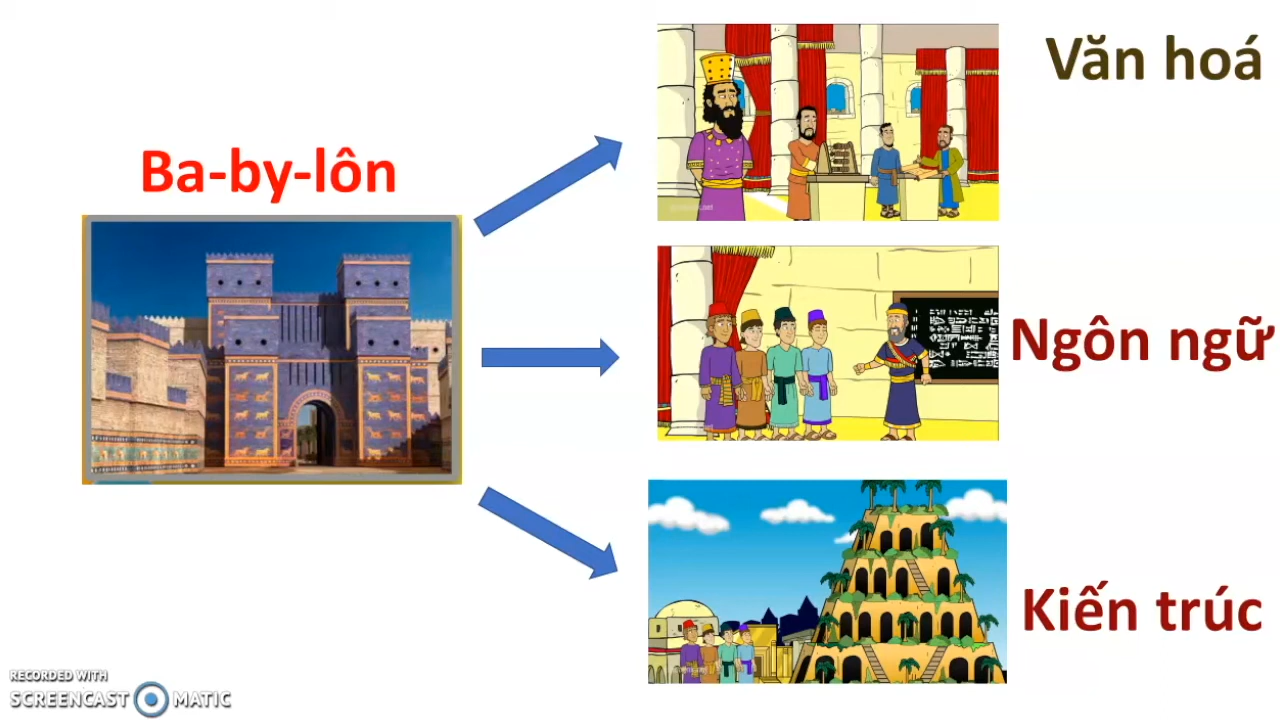 Văn hoá
Ba-by-lôn
Ngôn ngữ
Kiến trúc
RECORDED WITH
SCREENCAST MATIC